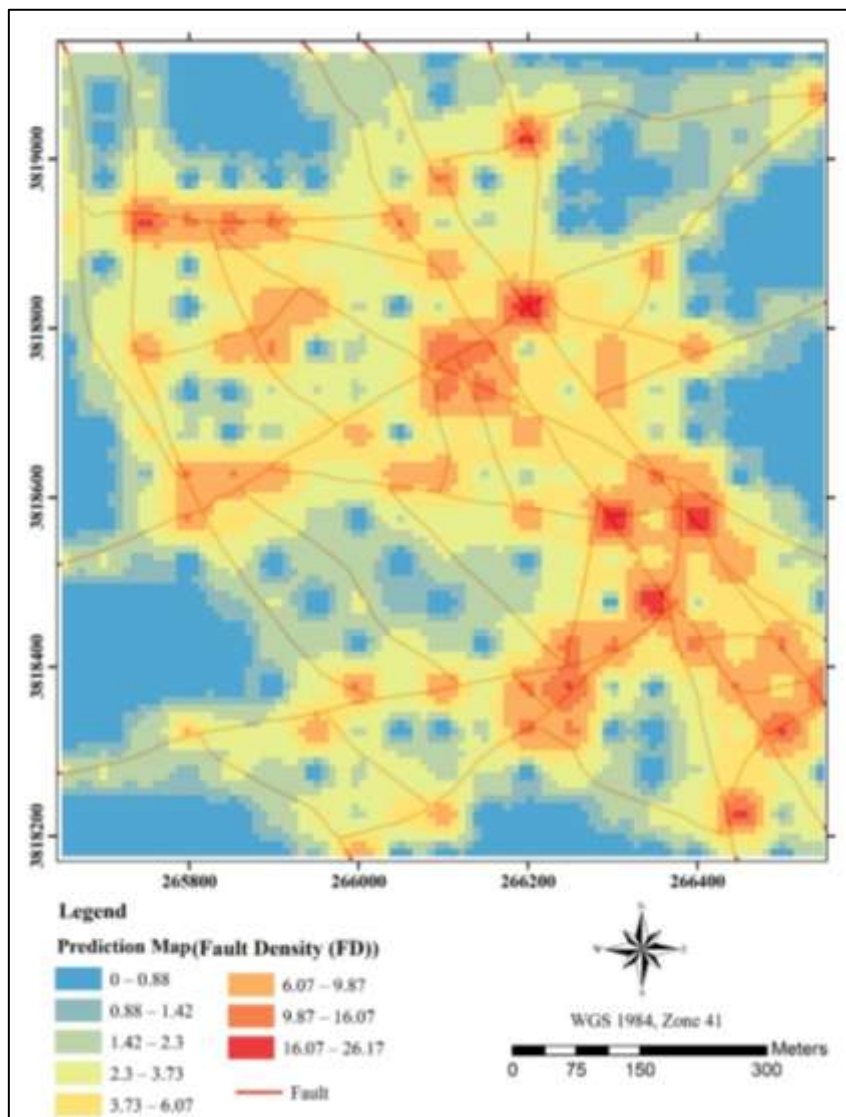 3819000
3818800
3818600
3818400
3818200
265800 266000 266200 266400
Legend
Prediction Map(Fault Density (FD))
0 – 0.88
0.88 – 1.42
1.42 – 2.3
2.3 – 3.73
3.73 – 6.07
6.07 – 9.87
9.87 – 16.07
16.07 – 26.17
Fault
N
WGS 1984, Zone 41
Meters
0 75 150 300